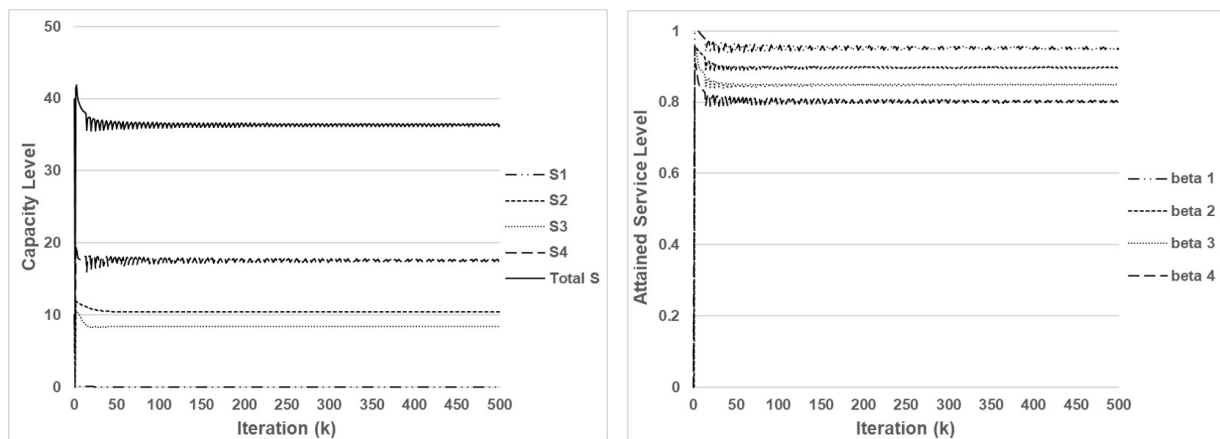 50
40
30
20
10
0
Capacity Level
0 50 100 150 200 250 300 350 400 450 500
Iteration (k)
S1
S2
S3
S4
Total S
1
0.8
0.6
0.4
0.2
0
Attained Service Level
0 50 100 150 200 250 300 350 400 450 500
Iteration (k)
beta 1
beta 2
beta 3
beta 4